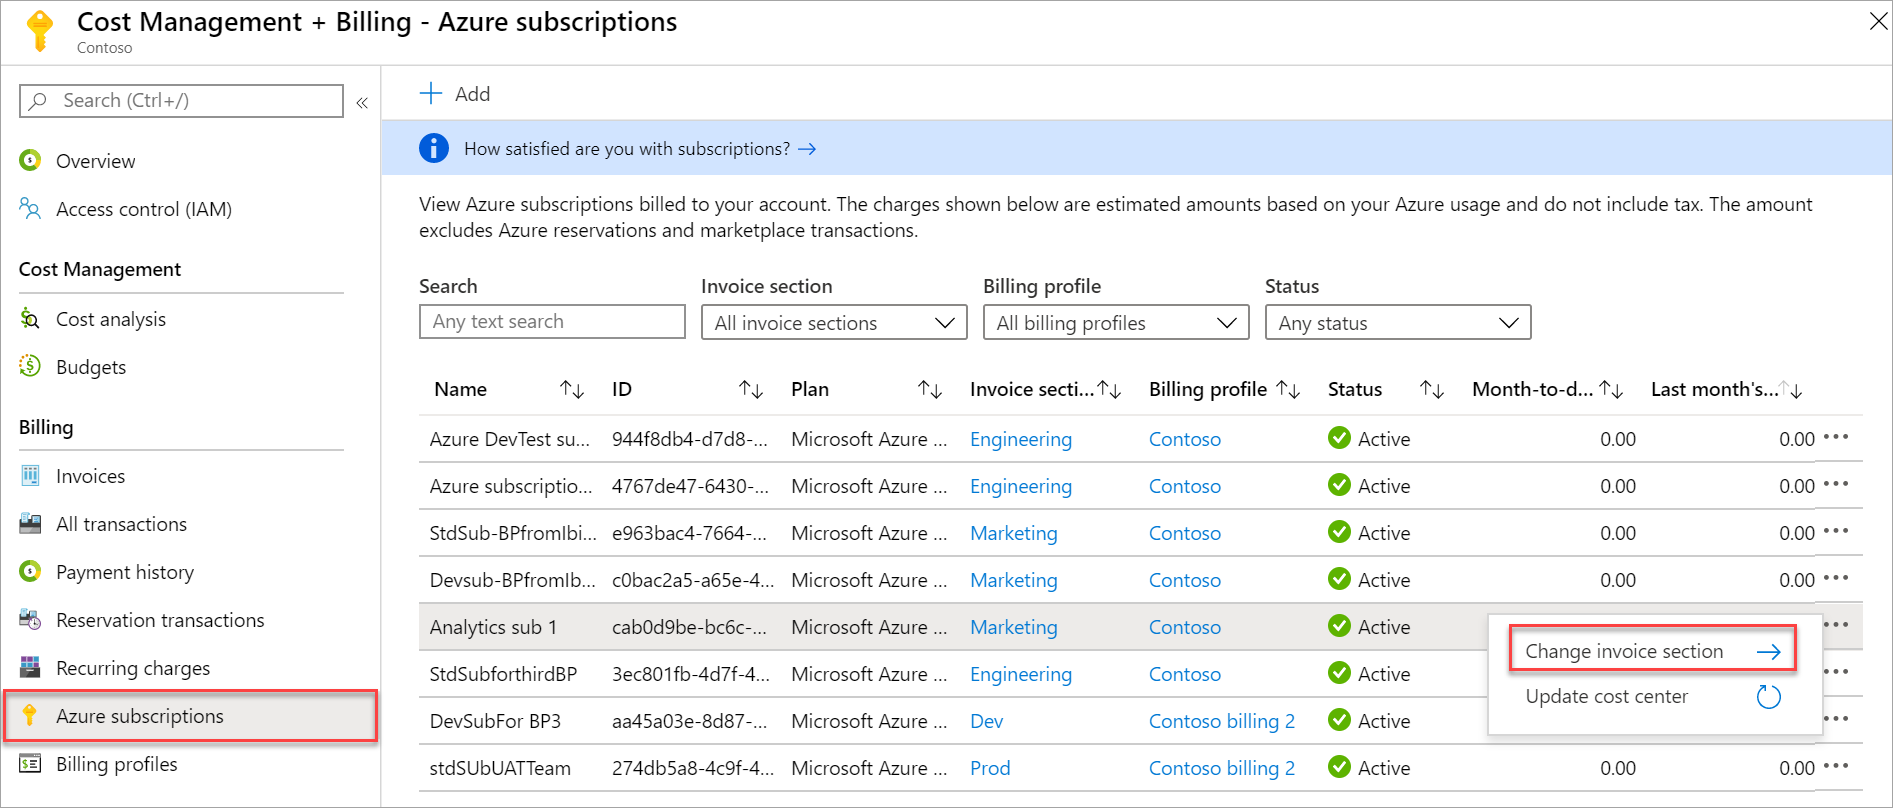 Cost Management + Billing - Azure subscriptions
Contoso
Search (Ctrl+/)
Overview
Access control (IAM)
Cost Management
Cost analysis
Budgets
Billing
Invoices
All transactions
Payment history
Reservation transactions
Recurring charges
Azure subscriptions
Billing profiles
Add
How satisfied are you with subscriptions?
View Azure subscriptions billed to your account. The charges shown below are estimated amounts based on your Azure usage and do not include tax. The amount
excludes Azure reservations and marketplace transactions.
Search Invoice section Billing profile Status
Any text search All invoice sections All billing profiles Any status
Name ID Plan Invoice secti... Billing profile Status Month-to-d... Last month's...
Azure DevTest su... 944f8db4-d7d8-... Microsoft Azure ... Engineering Contoso Active 0.00 0.00
Azure subscriptio... 4767de47-6430-... Microsoft Azure ... Engineering Contoso Active 0.00 0.00
StdSub-BPfromIbi... e963bac4-7664-... Microsoft Azure ... Marketing Contoso Active 0.00 0.00
Devsub-BPfromIb... c0bac2a5-a65e-4... Microsoft Azure ... Marketing Contoso Active 0.00 0.00
Analytics sub 1 cab0d9be-bc6c-... Microsoft Azure ... Marketing Contoso Active
StdSubforthirdBP 3ec801fb-4d7f-4... Microsoft Azure ... Engineering Contoso Active
DevSubFor BP3 aa45a03e-8d87-... Microsoft Azure ... Dev Contoso billing 2 Active
stdSUbUATTeam 274db5a8-4c9f-4... Microsoft Azure ... Prod Contoso billing 2 Active 0.00 0.00
Change invoice section
Update cost center